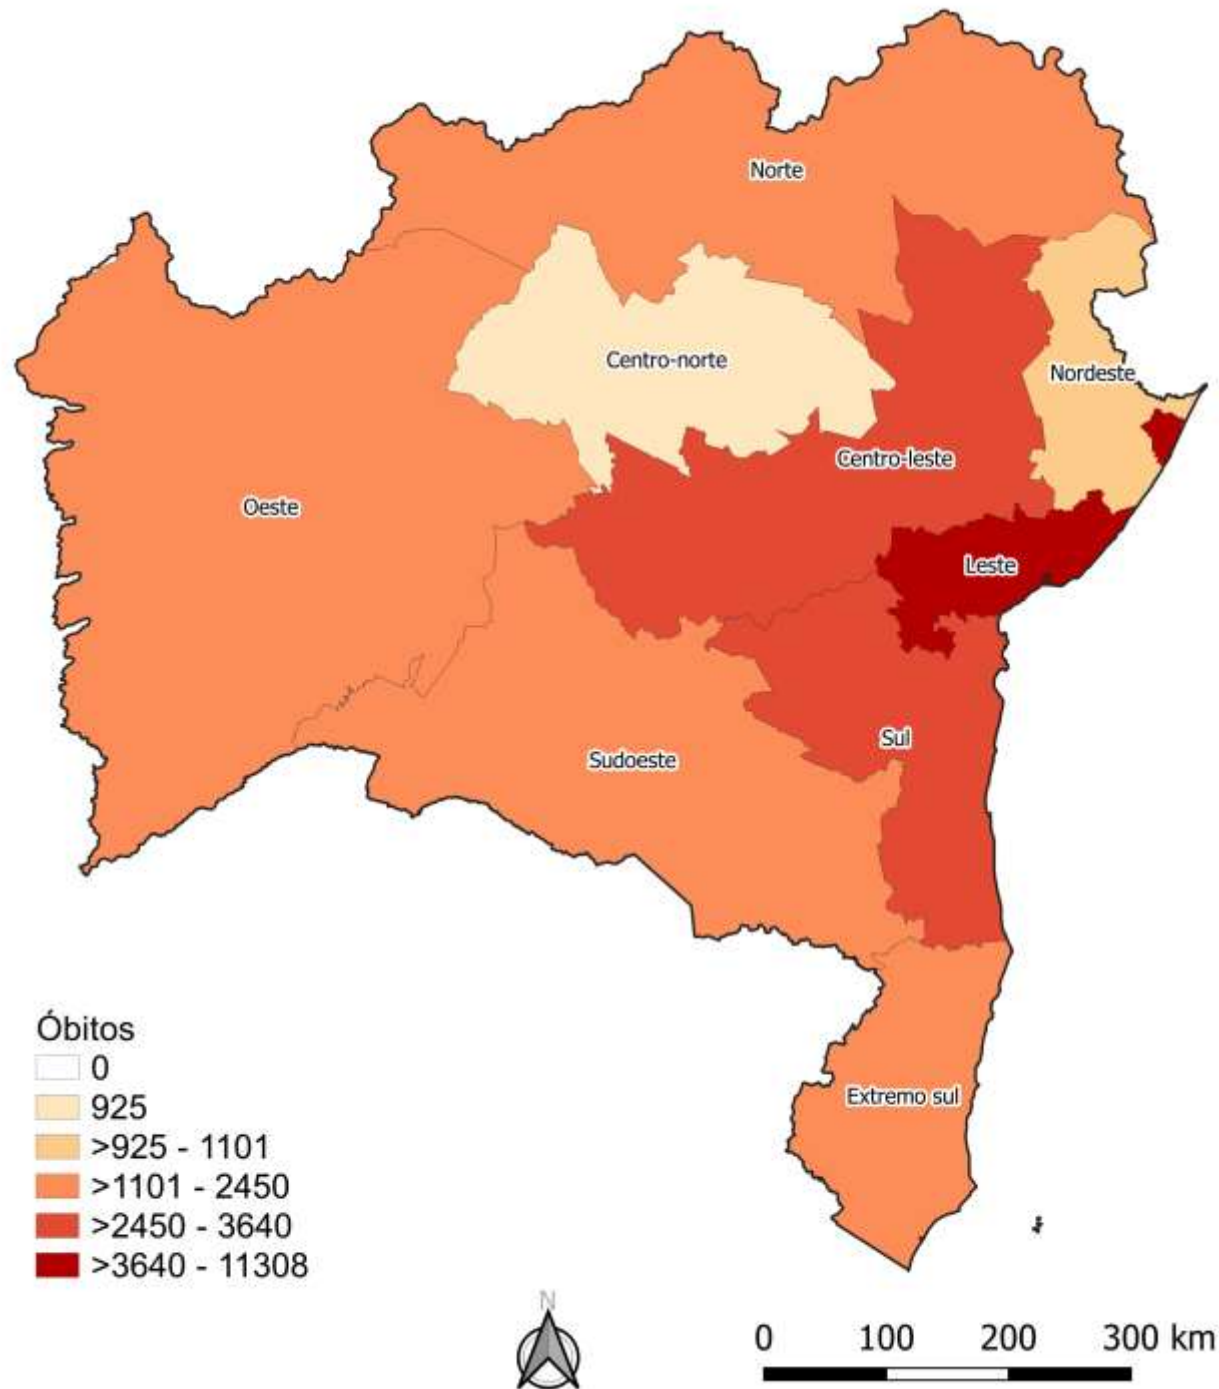 Norte
Centro-norte
Nordeste
Centro-leste
Oeste
Leste
Sul
Sudoeste
Extremo sul
Óbitos
0
925
>925 - 1101
>1101 - 2450
>2450 - 3640
>3640 - 11308
N
0 100 200 300 km